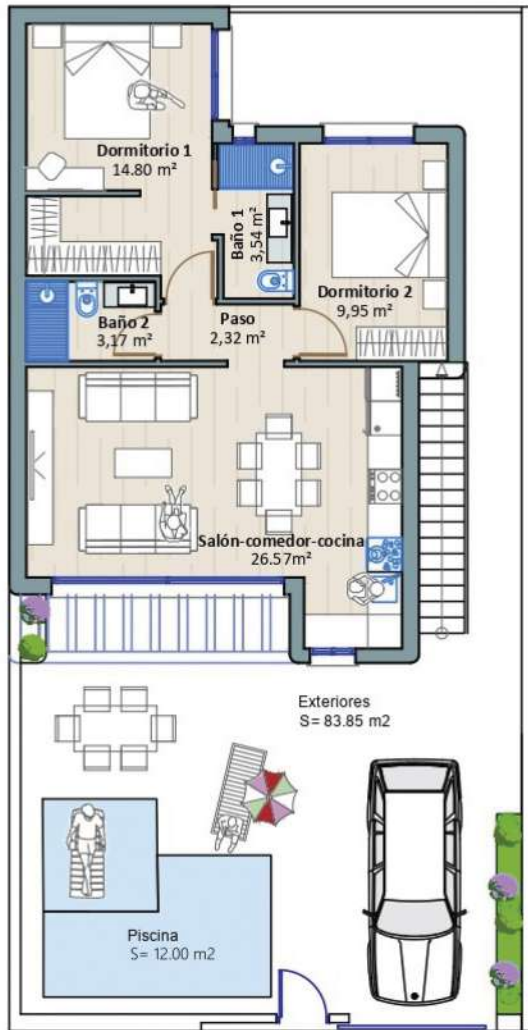 Dormitorio 1
14.80 m²
Baño 1
3,54 m²
Dormitorio 2
9,95 m²
Baño 2
3,17 m²
Paso
2,32 m²
Salón-comedor-cocina
26.57m²
Exteriores
S= 83.85 m2
Piscina
S= 12.00 m2